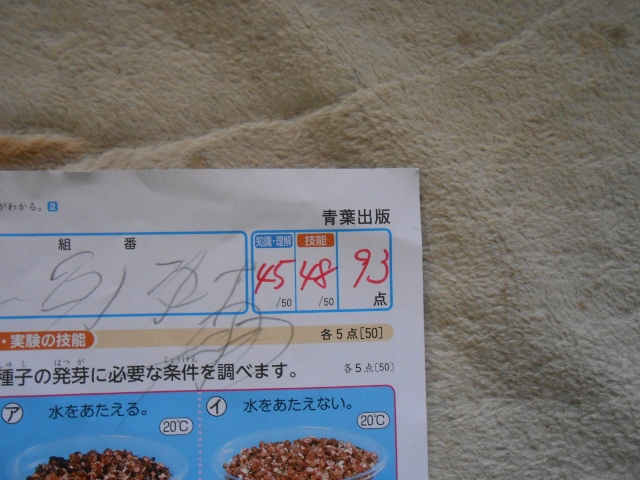 がわかる。2
青葉出版
組 番
知識・理解 技能
45 48 93
/50 /50 点
・実験の技能 各5点[50]
しゅし はつが じょうけん
種子の発芽に必要な条件を調べます。 各5点[50]
ア 水をあたえる。 イ 水をあたえない。
20℃ 20℃